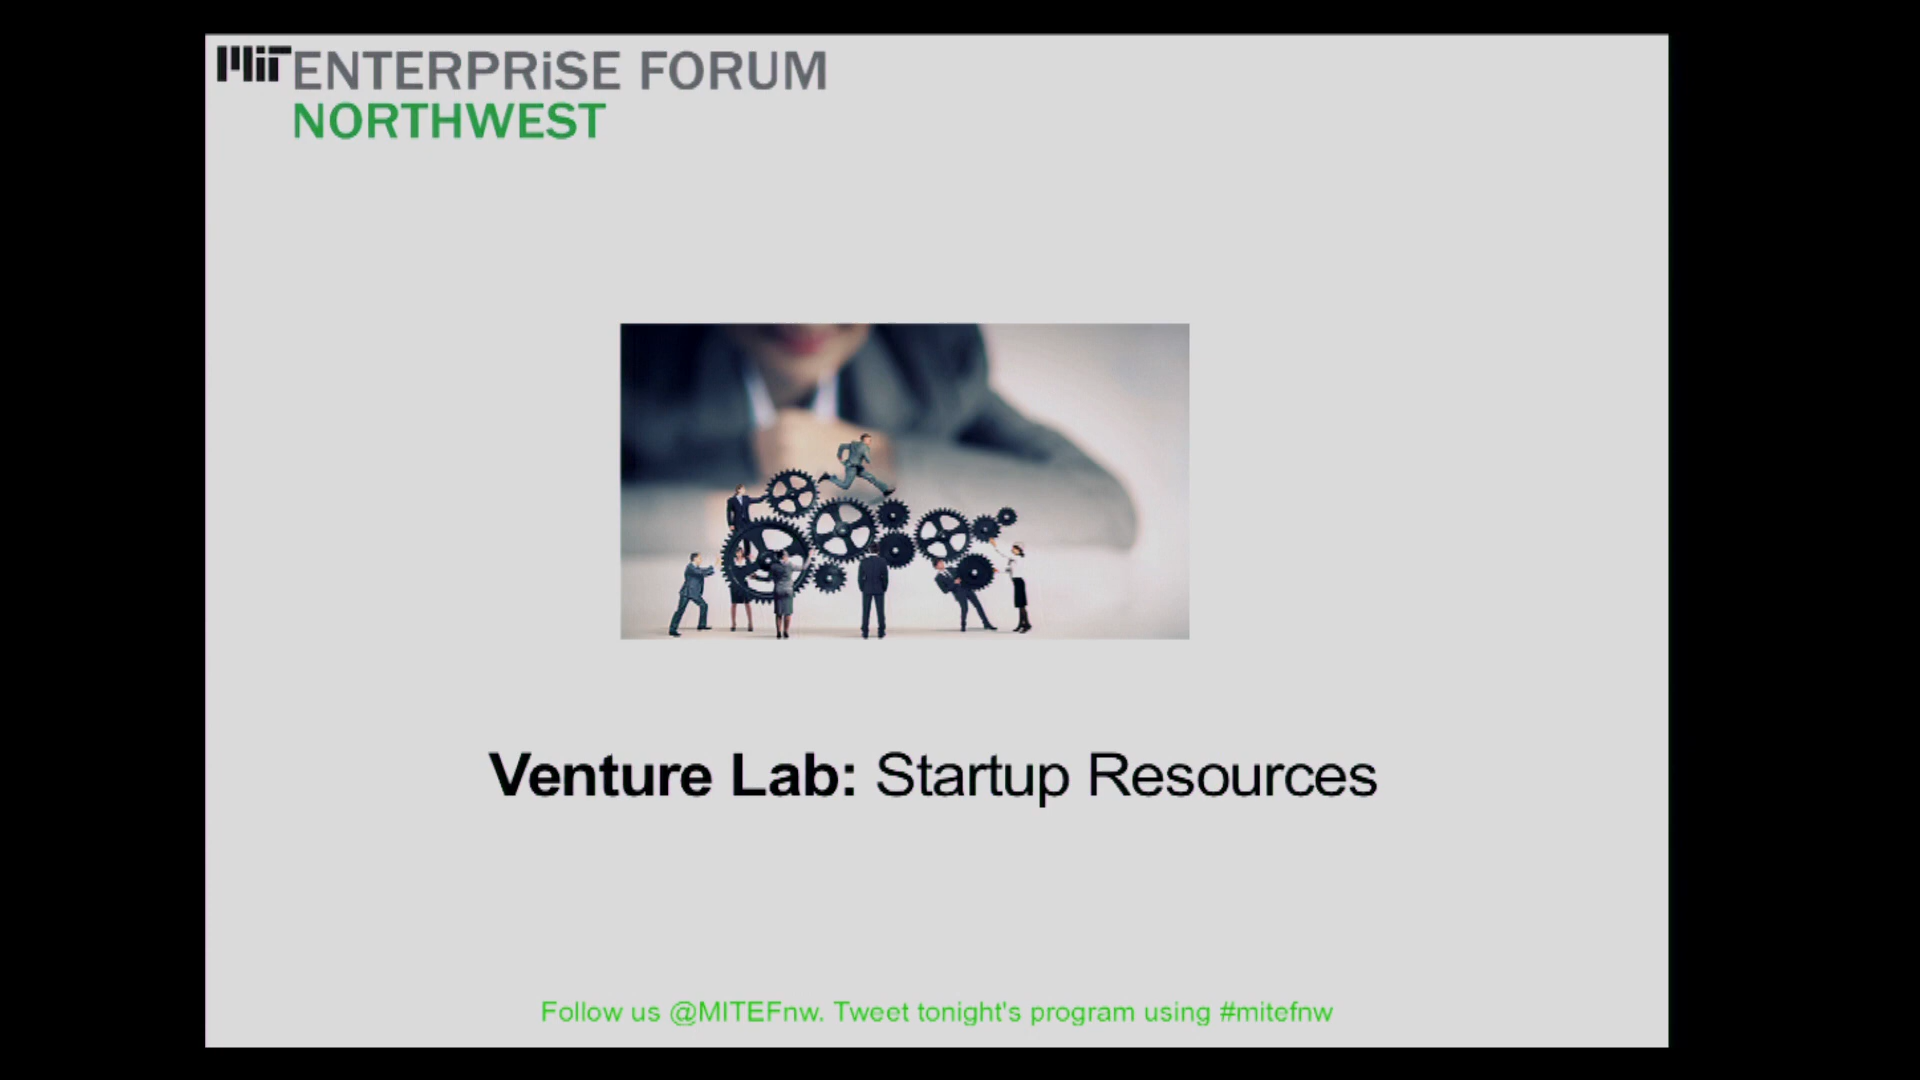 MiT ENTERPRiSE FORUM
NORTHWEST
Venture Lab: Startup Resources
Follow us @MITEFnw. Tweet tonight's program using #mitefnw